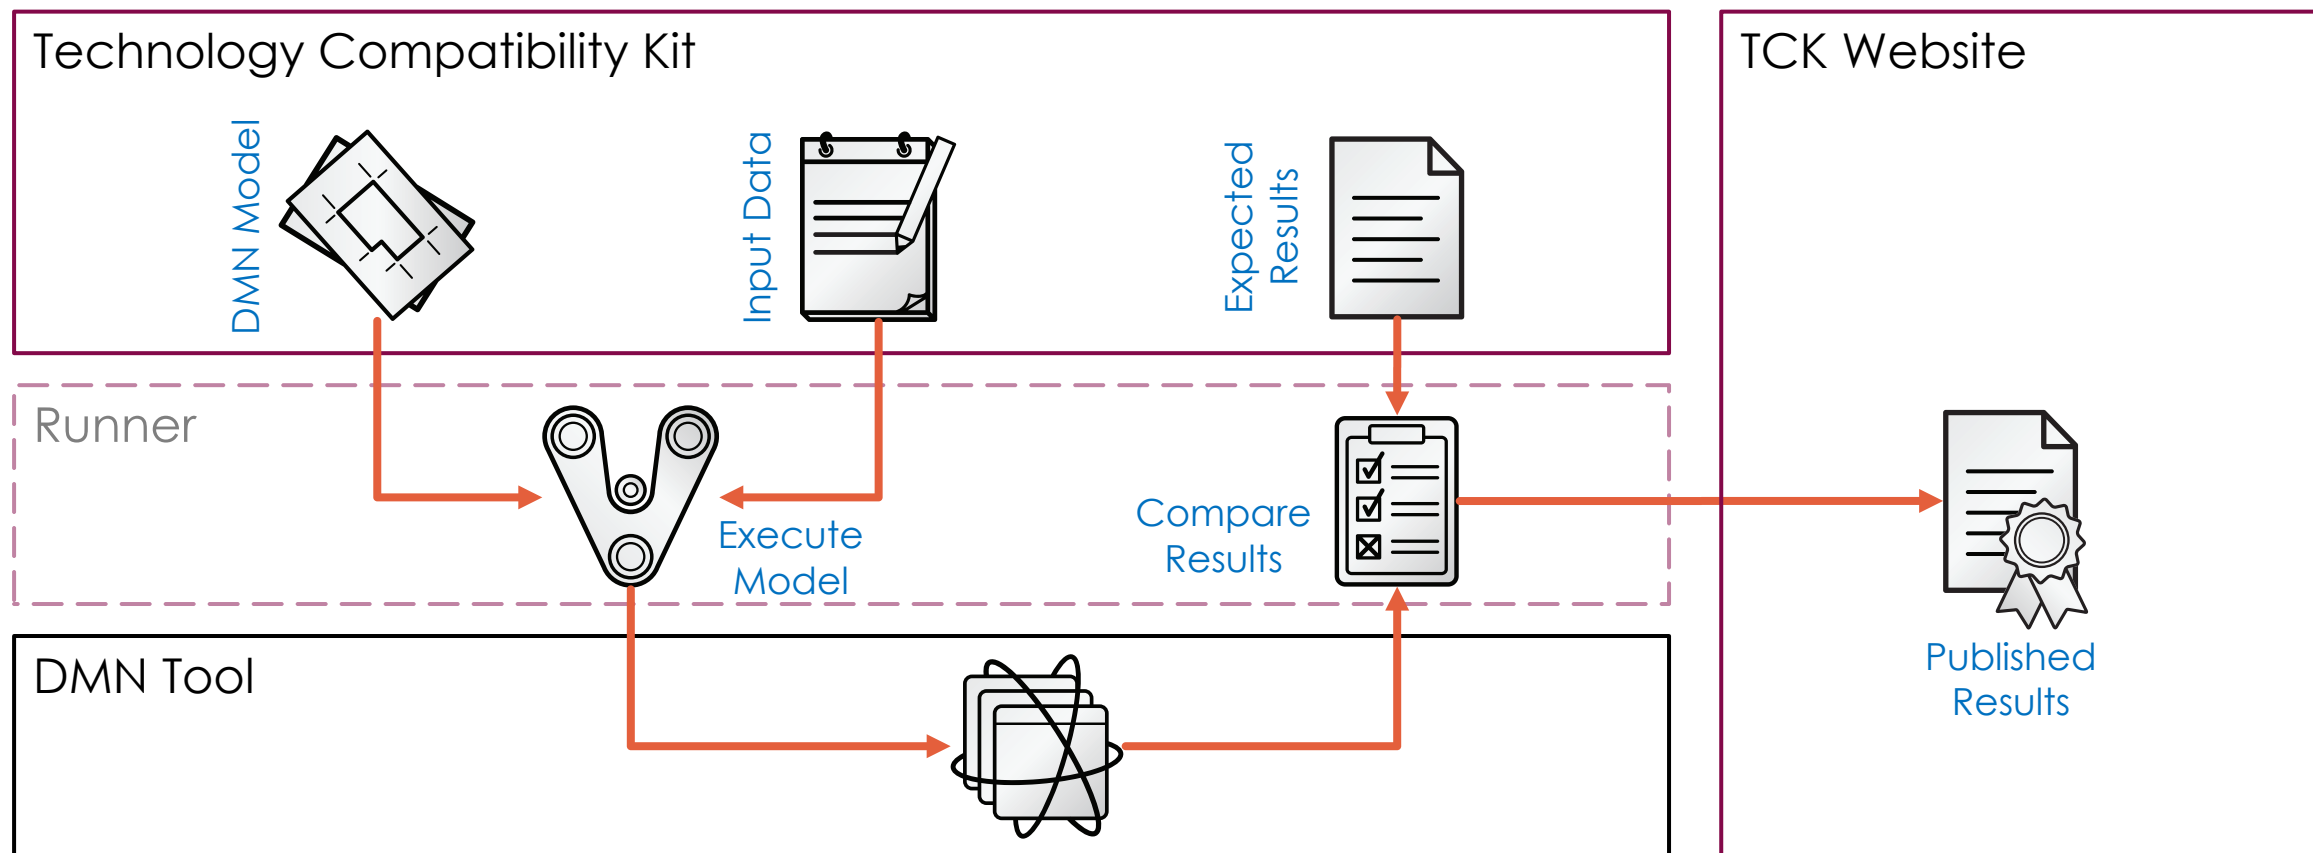 Technology Compatibility Kit
TCK Website
DMN Model
Input Data
Expected
Results
Runner
Execute
Model
Compare
Results
DMN Tool
Published
Results